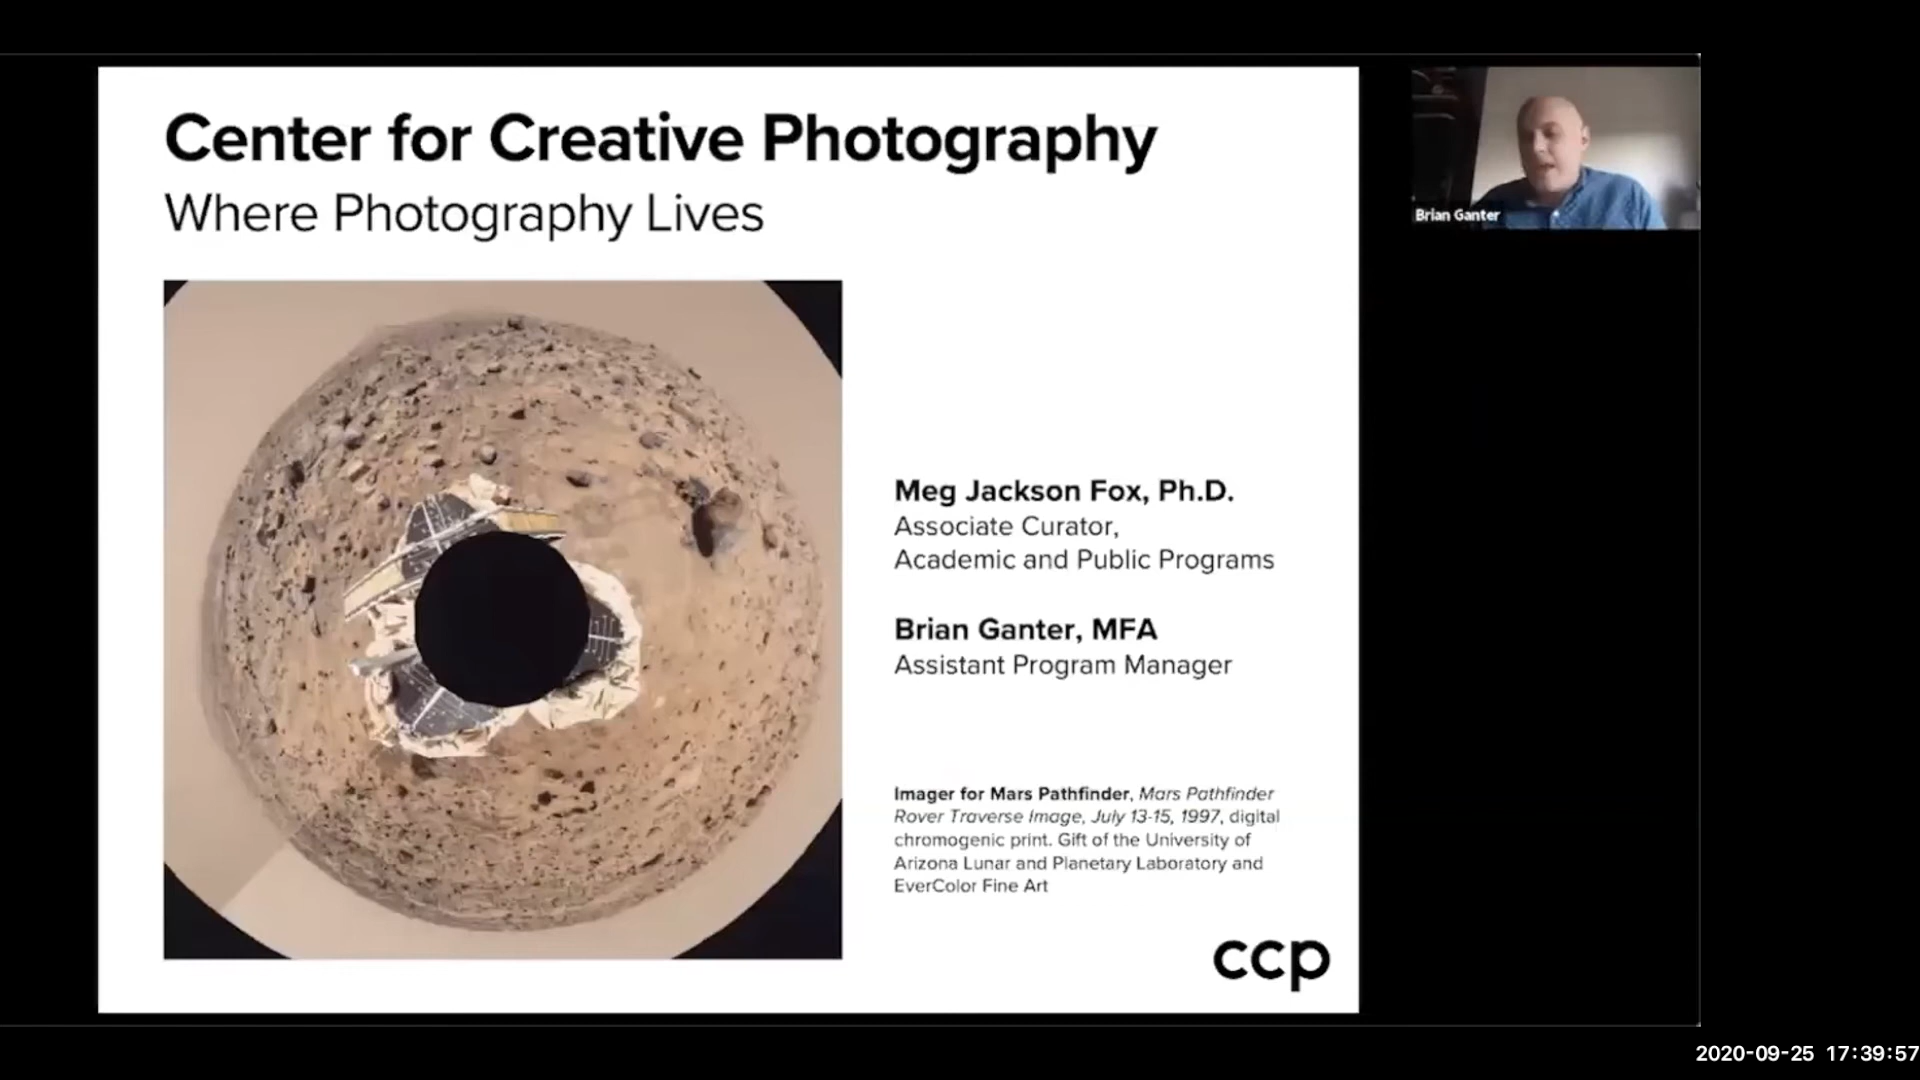 Center for Creative Photography
Where Photography Lives
Brian Ganter
Meg Jackson Fox, Ph.D.
Associate Curator,
Academic and Public Programs
Brian Ganter, MFA
Assistant Program Manager
Imager for Mars Pathfinder, Mars Pathfinder
Rover Traverse Image, July 13-15, 1997, digital
chromogenic print. Gift of the University of
Arizona Lunar and Planetary Laboratory and
EverColor Fine Art
ccp
2020-09-25 17:39:57